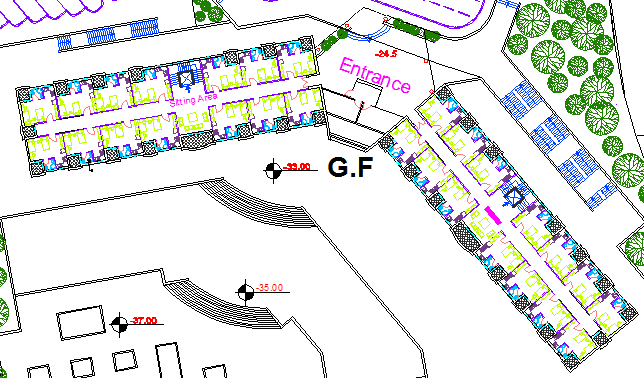 -24.5
Entrance
Sitting Area
-33.00
G.F
-35.00
-37.00